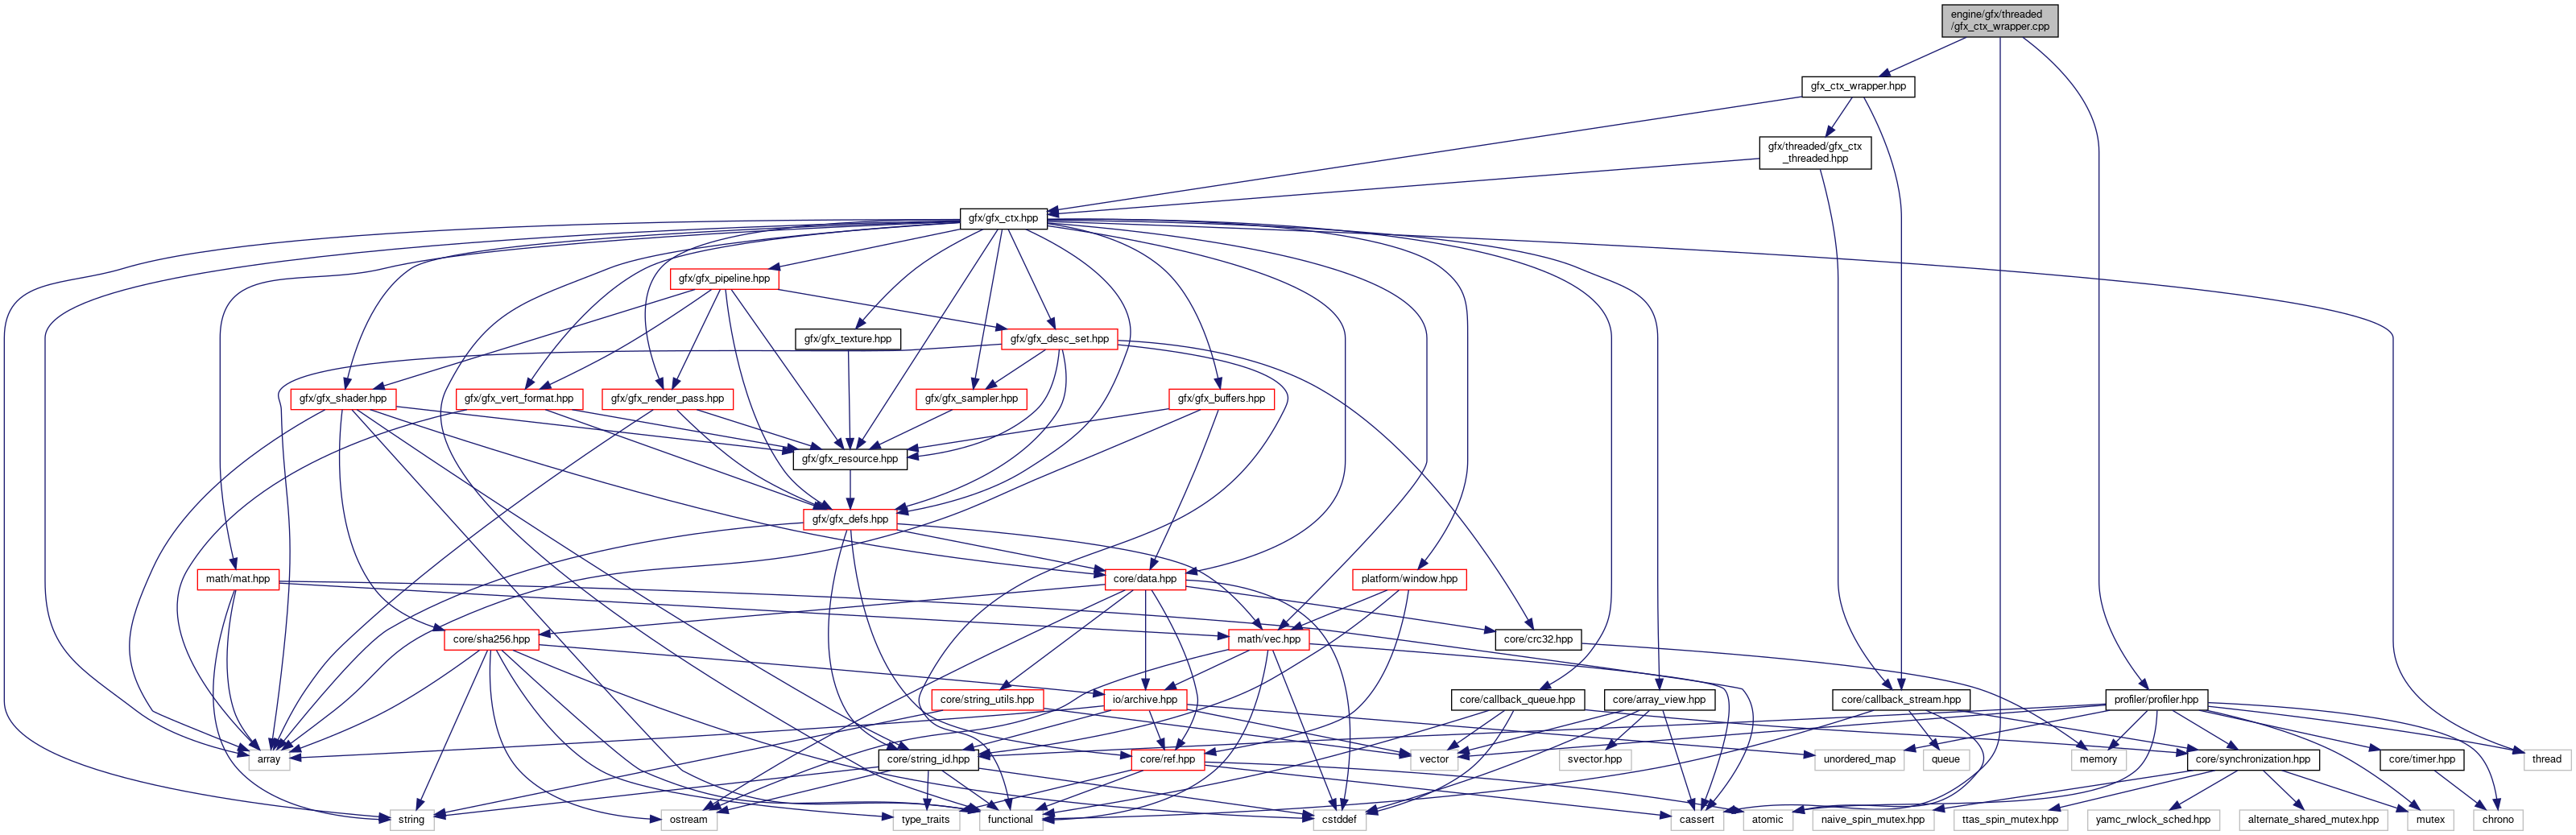 engine/gfx/threaded
/gfx_ctx_wrapper.cpp
gfx_ctx_wrapper.hpp
gfx/threaded/gfx_ctx
_threaded.hpp
gfx/gfx_ctx.hpp
gfx/gfx_pipeline.hpp
gfx/gfx_texture.hpp
gfx/gfx_desc_set.hpp
gfx/gfx_shader.hpp
gfx/gfx_vert_format.hpp
gfx/gfx_render_pass.hpp
gfx/gfx_sampler.hpp
gfx/gfx_buffers.hpp
gfx/gfx_resource.hpp
gfx/gfx_defs.hpp
math/mat.hpp
core/data.hpp
platform/window.hpp
core/sha256.hpp
math/vec.hpp
core/crc32.hpp
core/string_utils.hpp
io/archive.hpp
core/callback_queue.hpp
core/array_view.hpp
core/callback_stream.hpp
profiler/profiler.hpp
array
core/string_id.hpp
core/ref.hpp
vector
svector.hpp
unordered_map
queue
memory
core/synchronization.hpp
core/timer.hpp
thread
string
ostream
type_traits
functional
cstddef
cassert
atomic
naive_spin_mutex.hpp
ttas_spin_mutex.hpp
yamc_rwlock_sched.hpp
alternate_shared_mutex.hpp
mutex
chrono